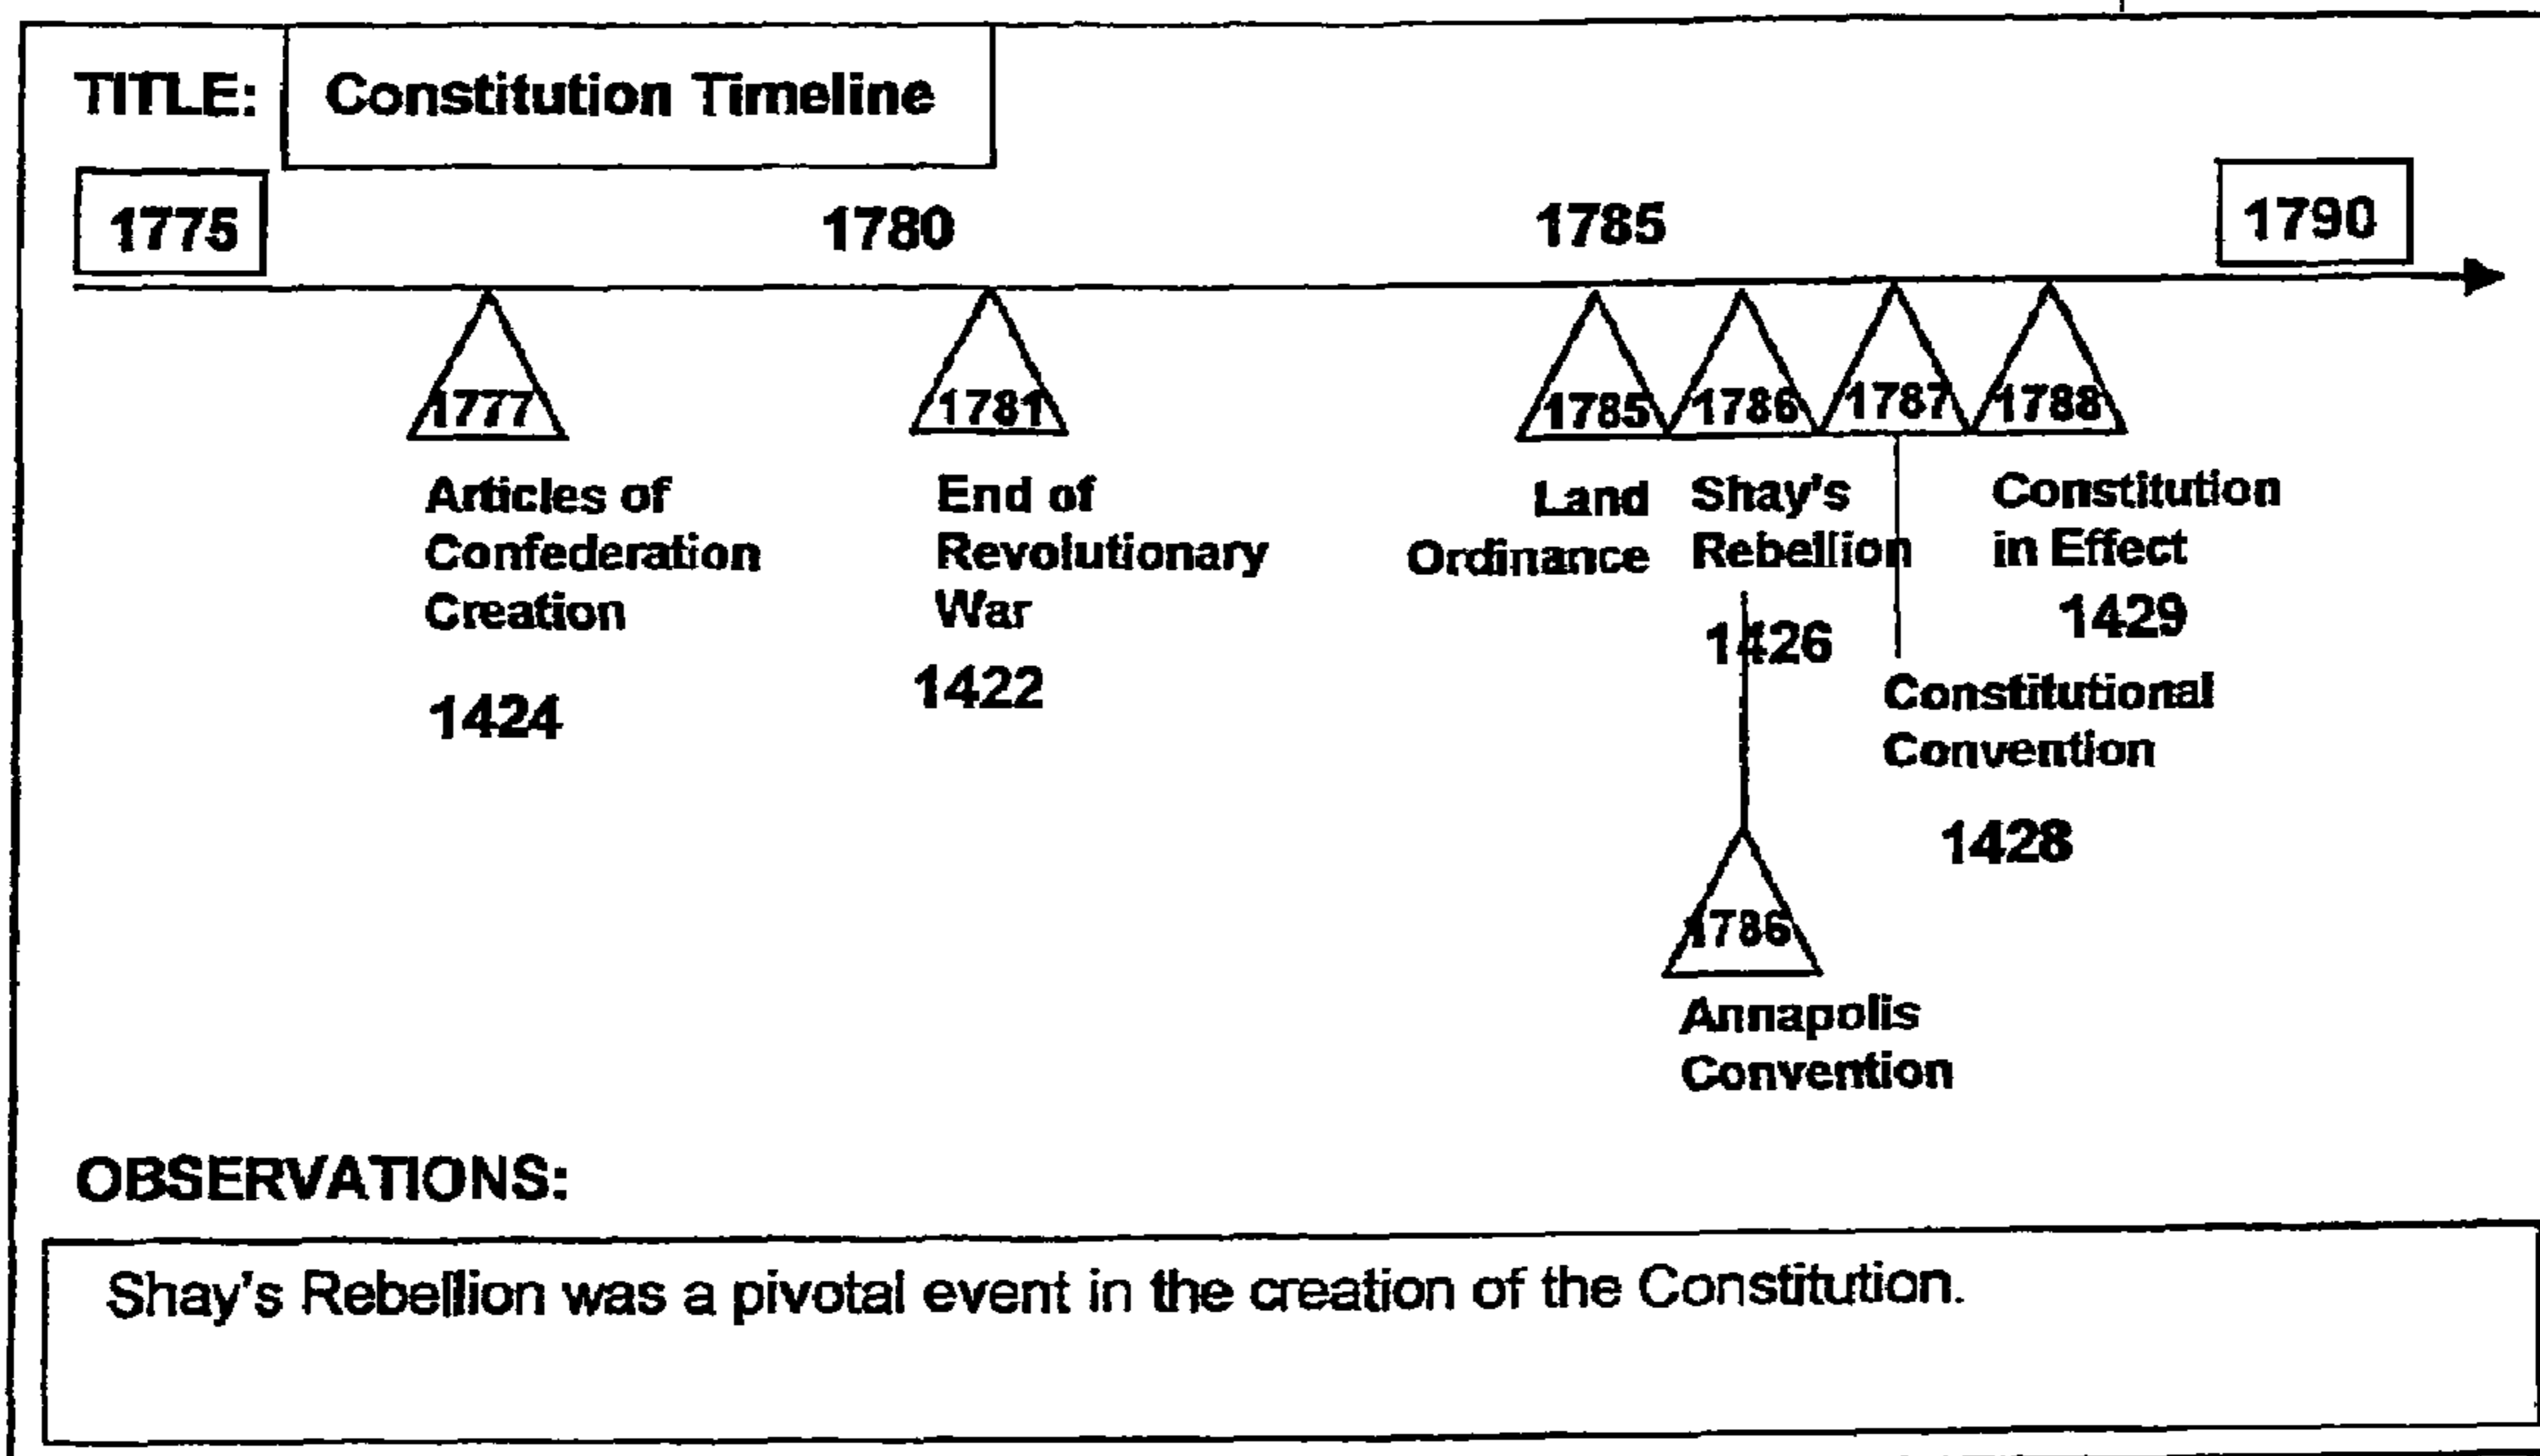 TITLE: Constitution Timeline
1775 1780 1785 1790
1777 1781 1785 1786 1787 1788
Articles of
Confederation
Creation
1424
End of
Revolutionary
War
1422
Land
Ordinance
Shay's
Rebellion
1426
Constitution
in Effect
1429
Constitutional
Convention
1428
1786
Annapolis
Convention
OBSERVATIONS:
Shay's Rebellion was a pivotal event in the creation of the Constitution.